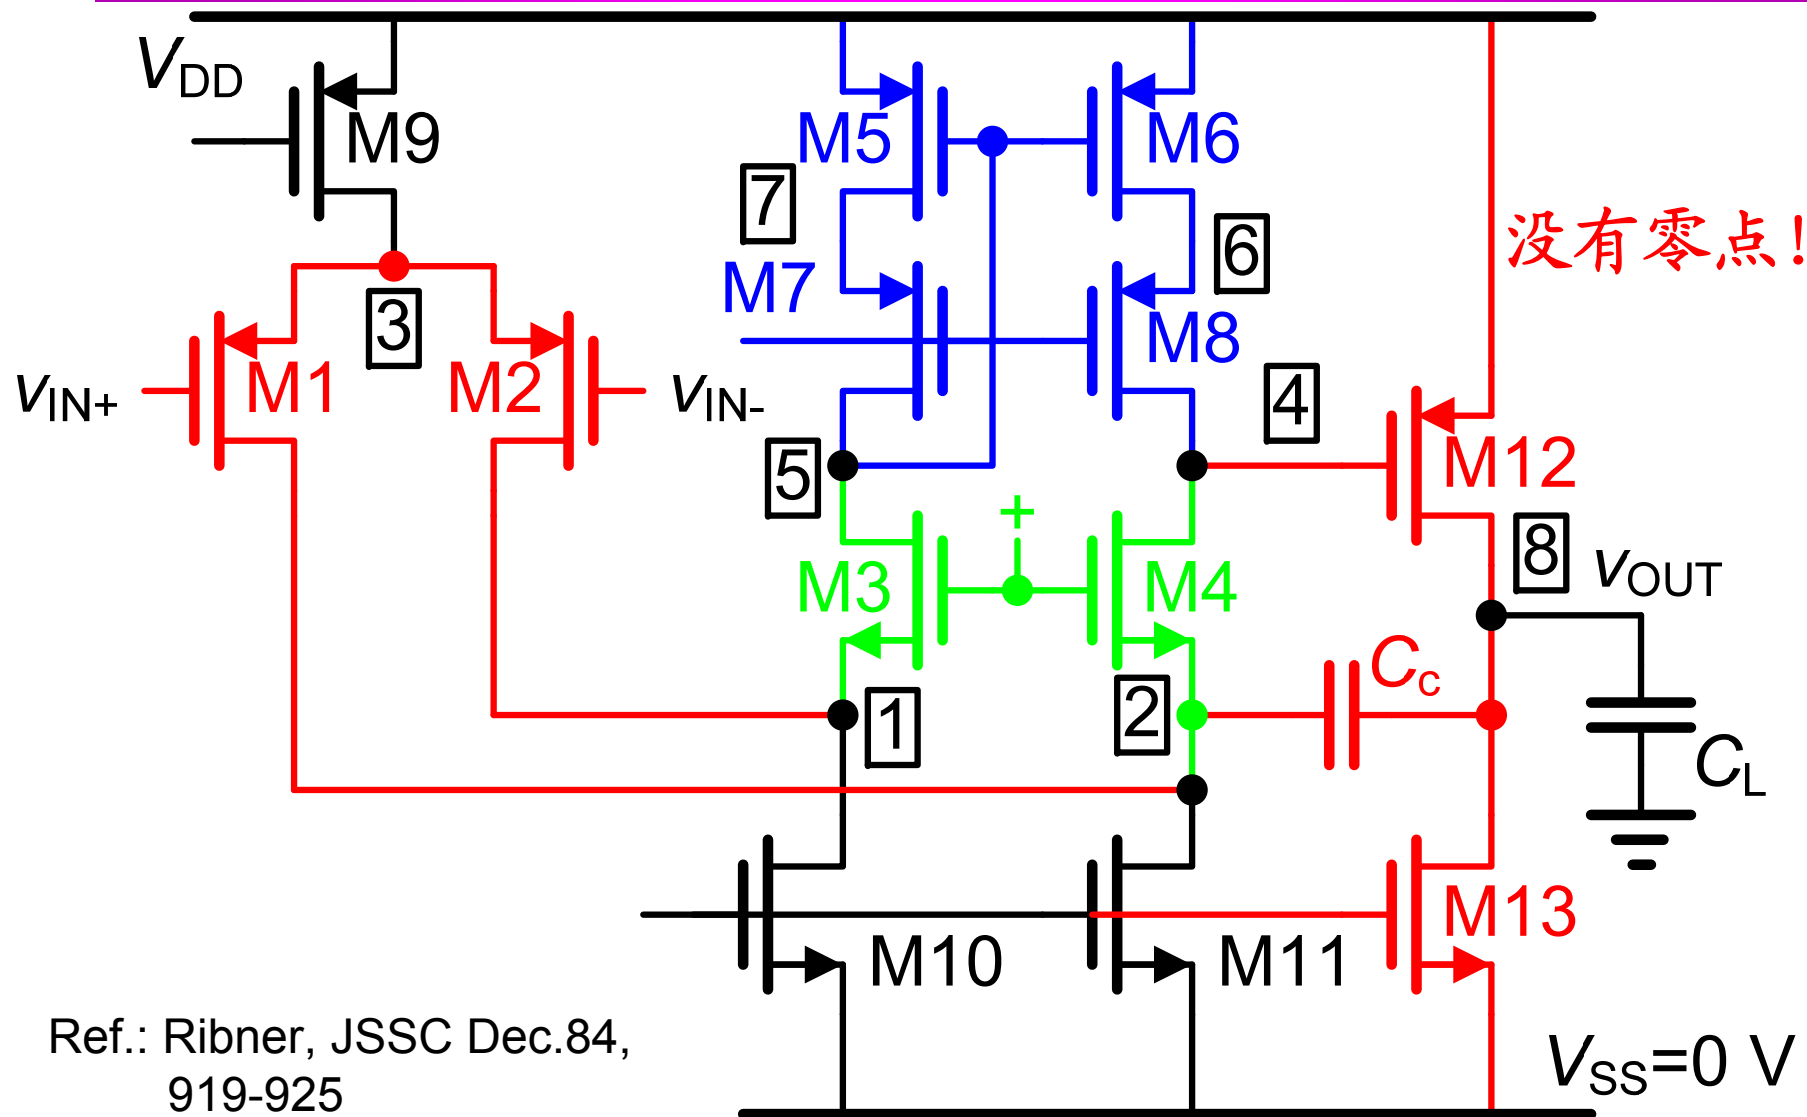 VDD
M9
M5
M6
7
没有零点!
6
M7
3
M8
M1
M2
vIN+
vIN-
4
M12
5
+
8
vOUT
M3
M4
Cc
1
2
CL
M13
M10
M11
Ref.: Ribner, JSSC Dec.84,
919-925
VSS=0 V